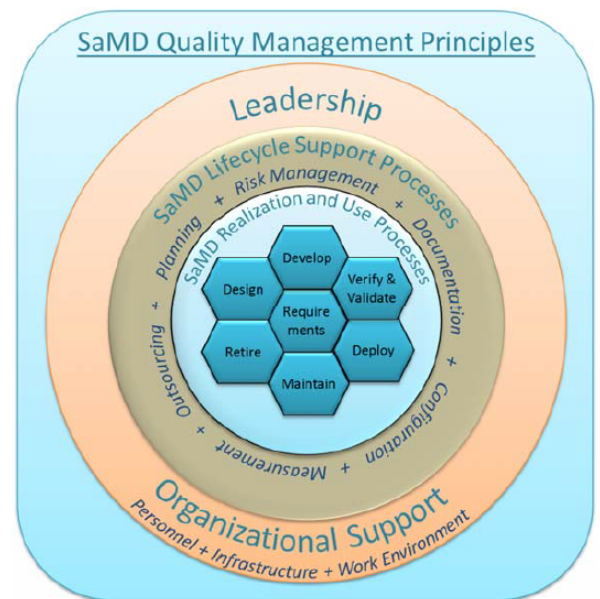 SaMD Quality Management Principles
Leadership
SaMD Lifecycle Support Processes
Outsourcing + Planning + Risk Management + Documentation + Configuration + Measurement +
SaMD Realization and Use Processes
Develop
Design
Verify &
Validate
Require
ments
Retire
Deploy
Maintain
Organizational Support
Personnel + Infrastructure + Work Environment